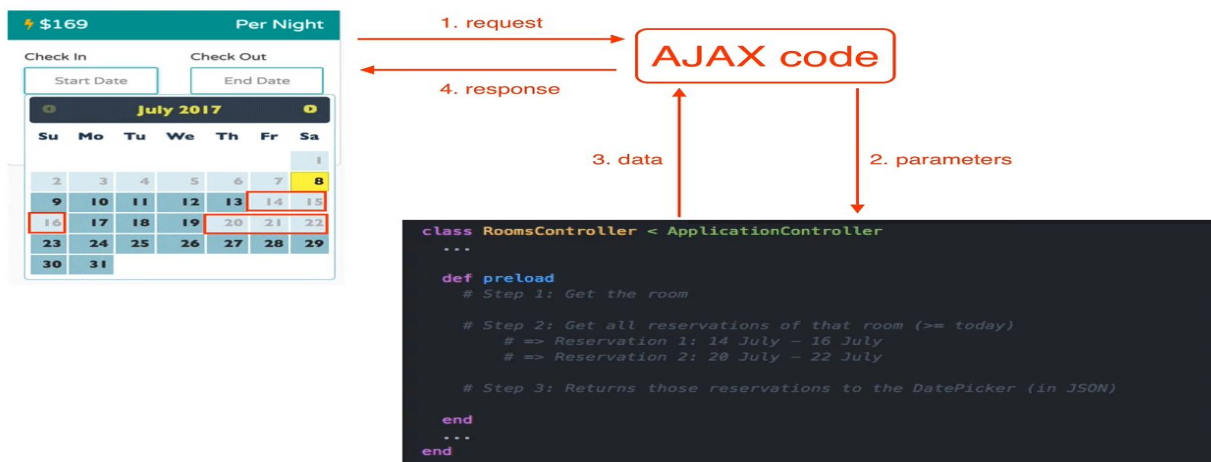 $169 Per Night
Check In Check Out
Start Date End Date
July 2017
Su Mo Tu We Th Fr Sa
1
2 3 4 5 6 7 8
9 10 11 12 13 14 15
16 17 18 19 20 21 22
23 24 25 26 27 28 29
30 31
1. request
AJAX code
4. response
3. data
2. parameters
class RoomsController < ApplicationController
...
def preload
# Step 1: Get the room
# Step 2: Get all reservations of that room (>= today)
# => Reservation 1: 14 July – 16 July
# => Reservation 2: 20 July – 22 July
# Step 3: Returns those reservations to the DatePicker (in JSON)
end
...
end